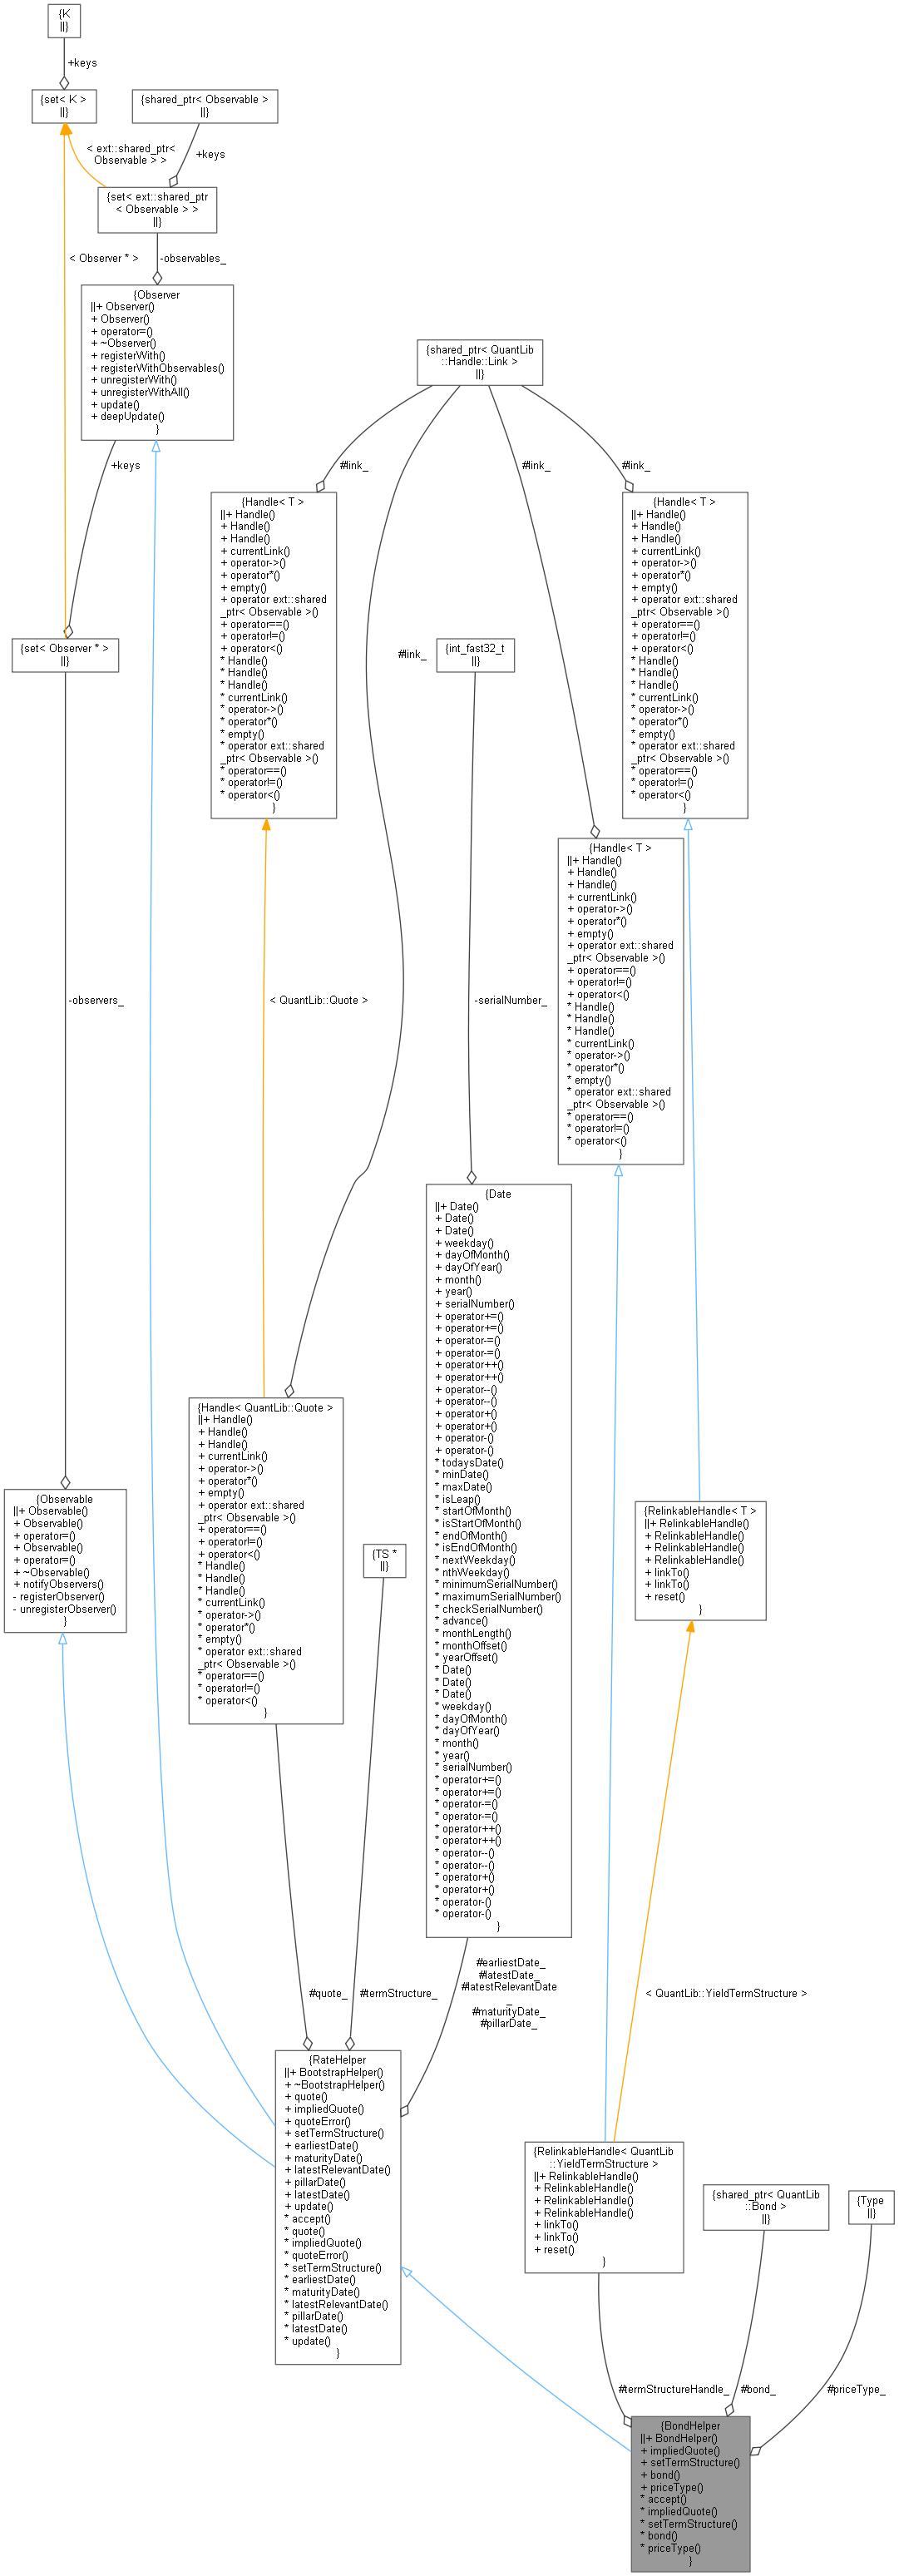 {K
||}
+keys
{set< K >
||}
{shared_ptr< Observable >
||}
< ext::shared_ptr<
Observable > >
+keys
{set< ext::shared_ptr
< Observable > >
||}
< Observer * >
-observables_
{Observer
||+ Observer()
+ Observer()
+ operator=()
+ ~Observer()
+ registerWith()
+ registerWithObservables()
+ unregisterWith()
+ unregisterWithAll()
+ update()
+ deepUpdate()
}
{shared_ptr< QuantLib
::Handle::Link >
||}
+keys
#link_
#link_
#link_
{Handle< T >
||+ Handle()
+ Handle()
+ Handle()
+ currentLink()
+ operator->()
+ operator*()
+ empty()
+ operator ext::shared
_ptr< Observable >()
+ operator==()
+ operator!=()
+ operator<()
* Handle()
* Handle()
* Handle()
* currentLink()
* operator->()
* operator*()
* empty()
* operator ext::shared
_ptr< Observable >()
* operator==()
* operator!=()
* operator<()
}
{Handle< T >
||+ Handle()
+ Handle()
+ Handle()
+ currentLink()
+ operator->()
+ operator*()
+ empty()
+ operator ext::shared
_ptr< Observable >()
+ operator==()
+ operator!=()
+ operator<()
* Handle()
* Handle()
* Handle()
* currentLink()
* operator->()
* operator*()
* empty()
* operator ext::shared
_ptr< Observable >()
* operator==()
* operator!=()
* operator<()
}
{set< Observer * >
||}
#link_
{int_fast32_t
||}
{Handle< T >
||+ Handle()
+ Handle()
+ Handle()
+ currentLink()
+ operator->()
+ operator*()
+ empty()
+ operator ext::shared
_ptr< Observable >()
+ operator==()
+ operator!=()
+ operator<()
* Handle()
* Handle()
* Handle()
* currentLink()
* operator->()
* operator*()
* empty()
* operator ext::shared
_ptr< Observable >()
* operator==()
* operator!=()
* operator<()
}
-observers_
< QuantLib::Quote >
-serialNumber_
{Date
||+ Date()
+ Date()
+ Date()
+ weekday()
+ dayOfMonth()
+ dayOfYear()
+ month()
+ year()
+ serialNumber()
+ operator+=()
+ operator+=()
+ operator-=()
+ operator-=()
+ operator++()
+ operator++()
+ operator--()
+ operator--()
+ operator+()
+ operator+()
+ operator-()
+ operator-()
* todaysDate()
* minDate()
* maxDate()
* isLeap()
* startOfMonth()
* isStartOfMonth()
* endOfMonth()
* isEndOfMonth()
* nextWeekday()
* nthWeekday()
* minimumSerialNumber()
* maximumSerialNumber()
* checkSerialNumber()
* advance()
* monthLength()
* monthOffset()
* yearOffset()
* Date()
* Date()
* Date()
* weekday()
* dayOfMonth()
* dayOfYear()
* month()
* year()
* serialNumber()
* operator+=()
* operator+=()
* operator-=()
* operator-=()
* operator++()
* operator++()
* operator--()
* operator--()
* operator+()
* operator+()
* operator-()
* operator-()
}
{Handle< QuantLib::Quote >
||+ Handle()
+ Handle()
+ Handle()
+ currentLink()
+ operator->()
+ operator*()
+ empty()
+ operator ext::shared
_ptr< Observable >()
+ operator==()
+ operator!=()
+ operator<()
* Handle()
* Handle()
* Handle()
* currentLink()
* operator->()
* operator*()
* empty()
* operator ext::shared
_ptr< Observable >()
* operator==()
* operator!=()
* operator<()
}
{Observable
||+ Observable()
+ Observable()
+ operator=()
+ Observable()
+ operator=()
+ ~Observable()
+ notifyObservers()
- registerObserver()
- unregisterObserver()
}
{TS *
||}
{RelinkableHandle< T >
||+ RelinkableHandle()
+ RelinkableHandle()
+ RelinkableHandle()
+ RelinkableHandle()
+ linkTo()
+ linkTo()
+ reset()
}
#quote_
#termStructure_
#earliestDate_
#latestDate_
#latestRelevantDate
_
#maturityDate_
#pillarDate_
< QuantLib::YieldTermStructure >
{RateHelper
||+ BootstrapHelper()
+ ~BootstrapHelper()
+ quote()
+ impliedQuote()
+ quoteError()
+ setTermStructure()
+ earliestDate()
+ maturityDate()
+ latestRelevantDate()
+ pillarDate()
+ latestDate()
+ update()
* accept()
* quote()
* impliedQuote()
* quoteError()
* setTermStructure()
* earliestDate()
* maturityDate()
* latestRelevantDate()
* pillarDate()
* latestDate()
* update()
}
{RelinkableHandle< QuantLib
::YieldTermStructure >
||+ RelinkableHandle()
+ RelinkableHandle()
+ RelinkableHandle()
+ RelinkableHandle()
+ linkTo()
+ linkTo()
+ reset()
}
{shared_ptr< QuantLib
::Bond >
||}
{Type
||}
#termStructureHandle_
#bond_
#priceType_
{BondHelper
||+ BondHelper()
+ impliedQuote()
+ setTermStructure()
+ bond()
+ priceType()
* accept()
* impliedQuote()
* setTermStructure()
* bond()
* priceType()
}